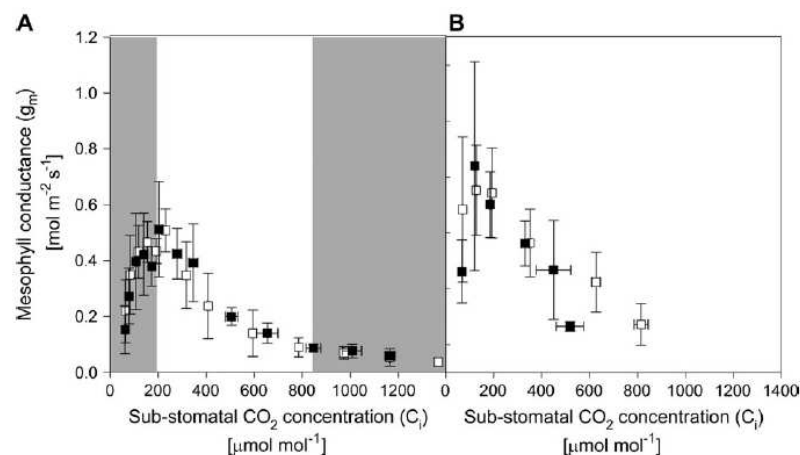 A
B
Mesophyll conductance (gₘ)
[mol m⁻² s⁻¹]
1.2
1.0
0.8
0.6
0.4
0.2
0.0
0 200 400 600 800 1000 1200
0 200 400 600 800 1000 1200 1400
Sub-stomatal CO₂ concentration (Cᵢ)
[μmol mol⁻¹]
Sub-stomatal CO₂ concentration (Cᵢ)
[μmol mol⁻¹]